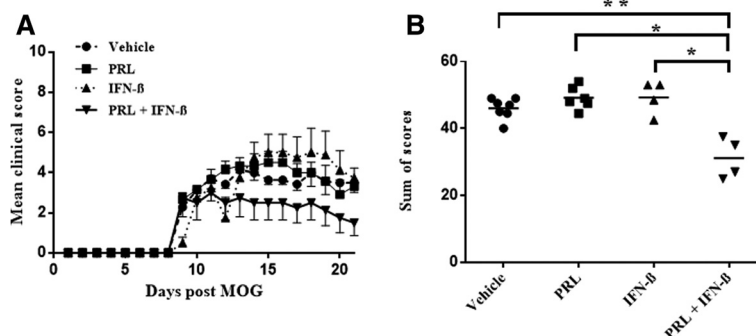 A
Mean clinical score
10
8
6
4
2
0
0 5 10 15 20
Days post MOG
Vehicle
PRL
IFN-ß
PRL + IFN-ß
B
Sum of scores
60
40
20
0
* *
*
*
Vehicle
PRL
IFN-ß
PRL + IFN-ß